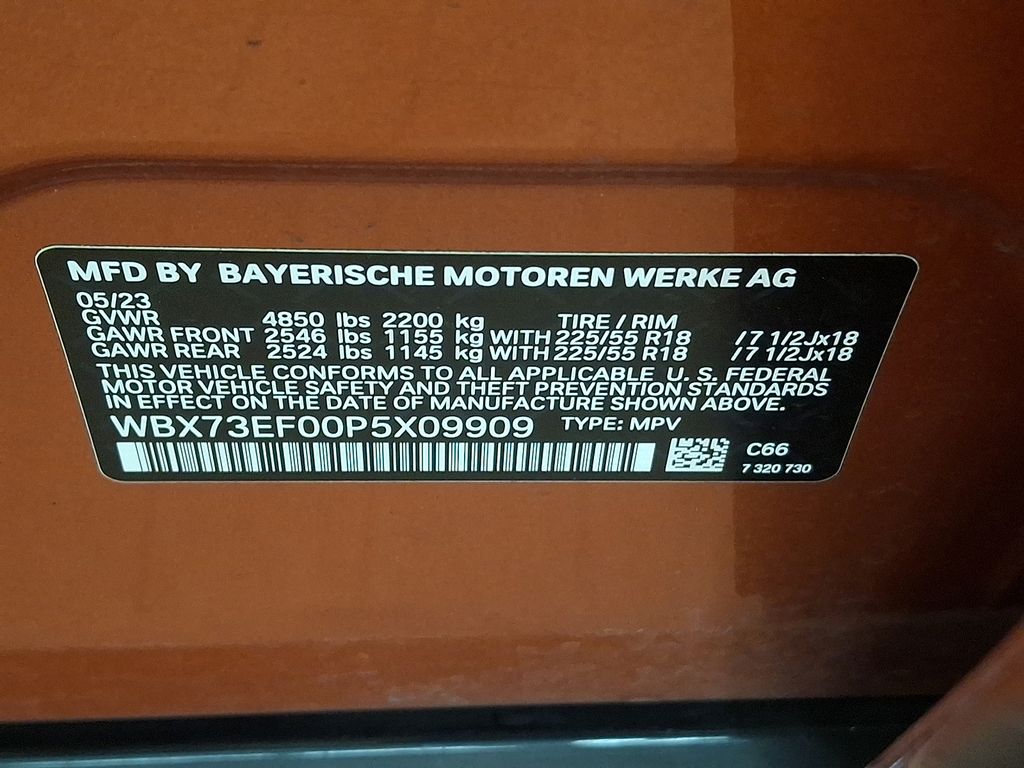 MFD BY BAYERISCHE MOTOREN WERKE AG
05/23
GVWR 4850 lbs 2200 kg TIRE / RIM
GAWR FRONT 2546 lbs 1155 kg WITH 225/55 R18 / 7 1/2Jx18
GAWR REAR 2524 lbs 1145 kg WITH 225/55 R18 / 7 1/2Jx18
THIS VEHICLE CONFORMS TO ALL APPLICABLE U. S. FEDERAL
MOTOR VEHICLE SAFETY AND THEFT PREVENTION STANDARDS
IN EFFECT ON THE DATE OF MANUFACTURE SHOWN ABOVE.
WBX73EF00P5X09909 TYPE: MPV
C66
7 320 730